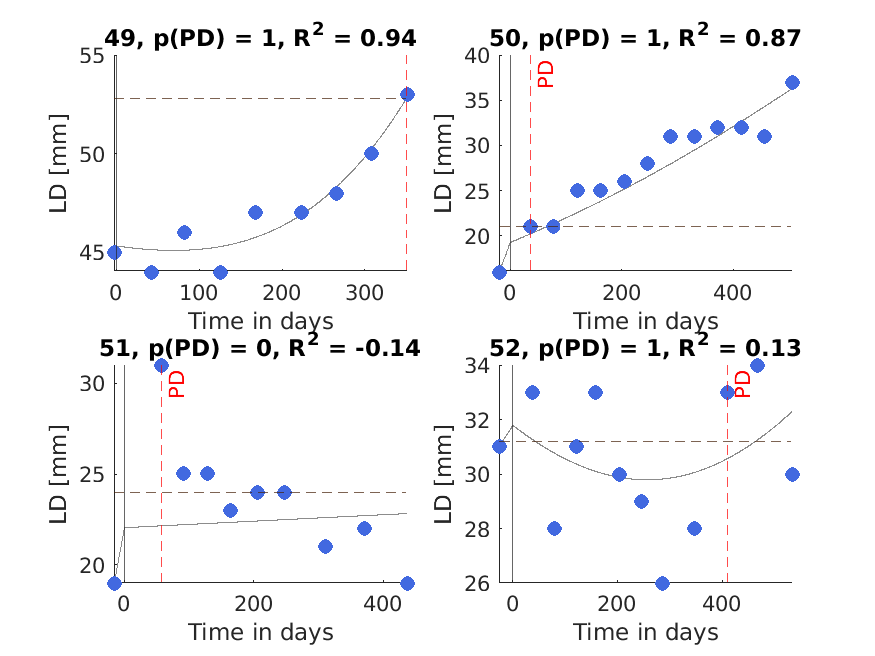 49, p(PD) = 1, R² = 0.94
55
50
45
LD [mm]
0 100 200 300
Time in days
50, p(PD) = 1, R² = 0.87
PD
40
35
30
25
20
LD [mm]
0 200 400
Time in days
51, p(PD) = 0, R² = -0.14
PD
30
25
20
LD [mm]
0 200 400
Time in days
52, p(PD) = 1, R² = 0.13
PD
34
32
30
28
26
LD [mm]
0 200 400
Time in days